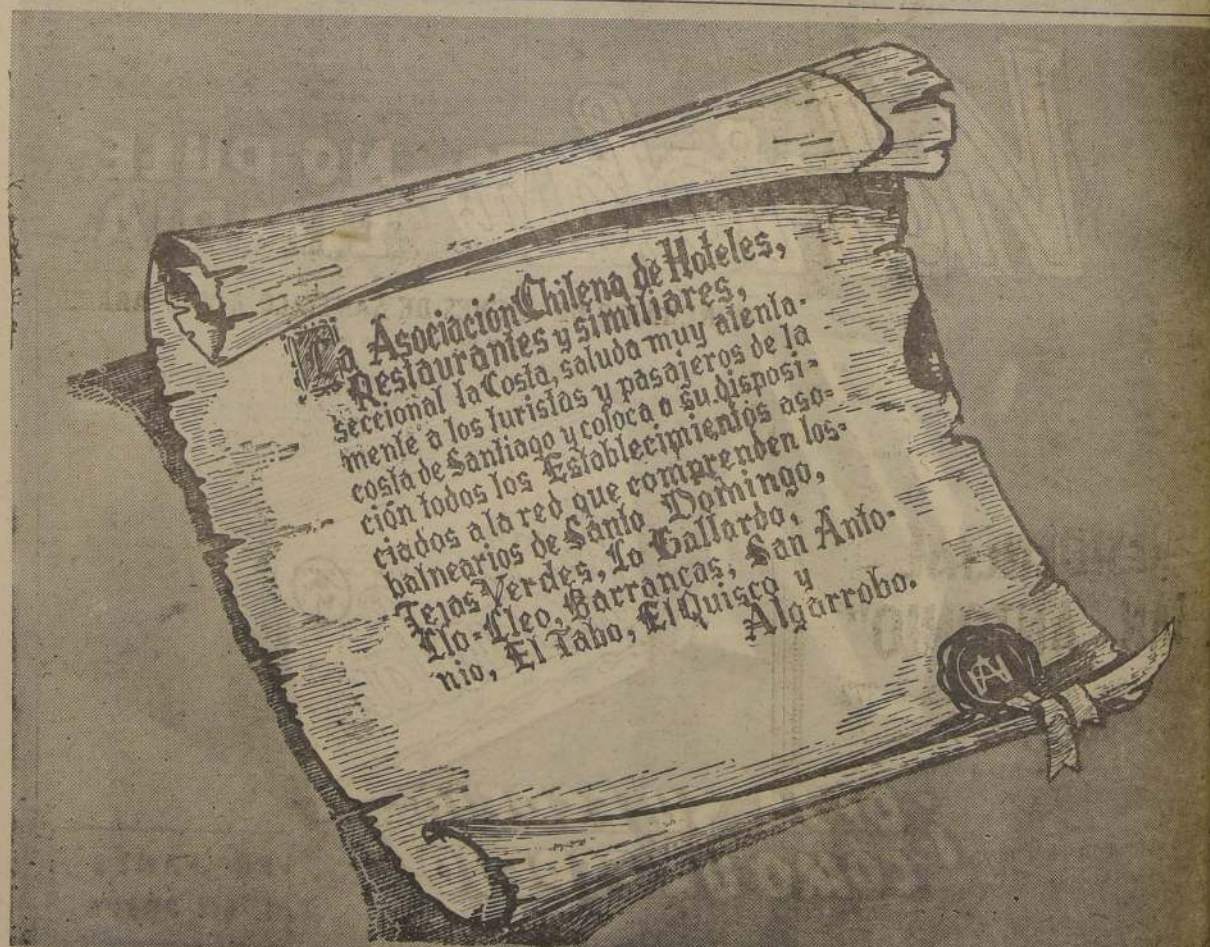 La Asociación Chilena de Hoteles,
Restaurantes y similiares,
seccional la Costa, saluda muy atenta-
mente a los turistas y pasajeros de la
costa de Santiago y coloca a su disposi-
ción todos los Establecimientos aso-
ciados a la red que comprenden los-
balnearios de Santo Domingo,
Tejas Verdes, Lo Gallardo,
Llo-Lleo, Barrancas, San Anto-
nio, El Tabo, El Quisco y
Algarrobo.